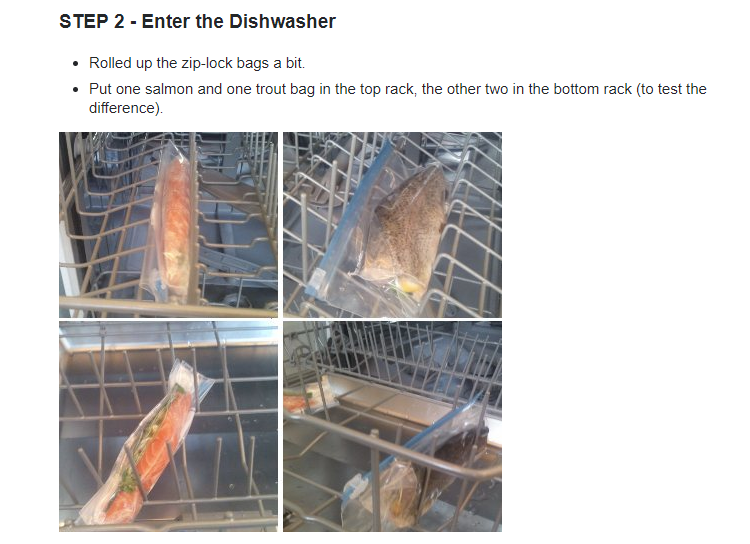 STEP 2 - Enter the Dishwasher
• Rolled up the zip-lock bags a bit.
• Put one salmon and one trout bag in the top rack, the other two in the bottom rack (to test the
difference).